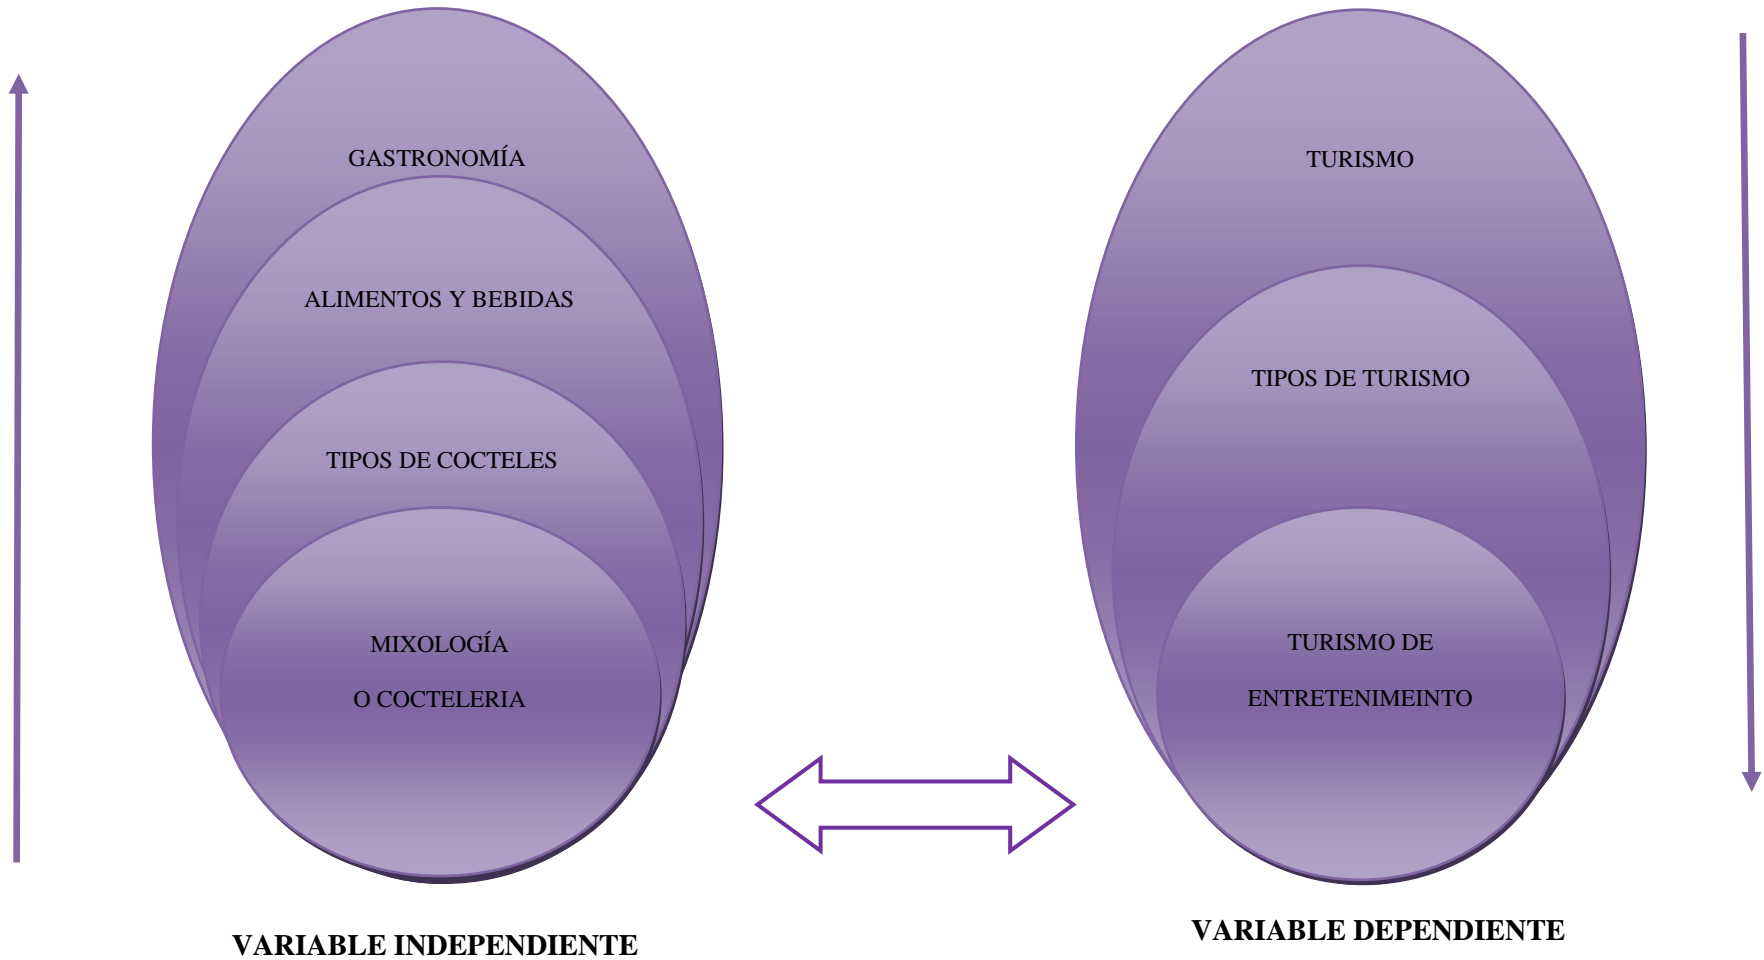 GASTRONOMÍA
ALIMENTOS Y BEBIDAS
TIPOS DE COCTELES
MIXOLOGÍA
O COCTELERIA
VARIABLE INDEPENDIENTE
TURISMO
TIPOS DE TURISMO
TURISMO DE
ENTRETENIMEINTO
VARIABLE DEPENDIENTE